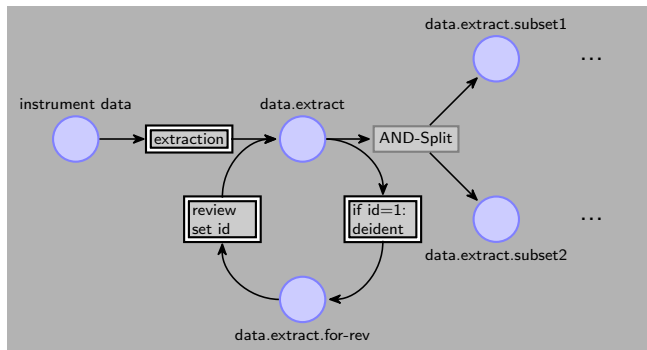 data.extract.subset1
...
instrument data
data.extract
extraction
AND-Split
review
set id
if id=1:
deident
...
data.extract.subset2
data.extract.for-rev